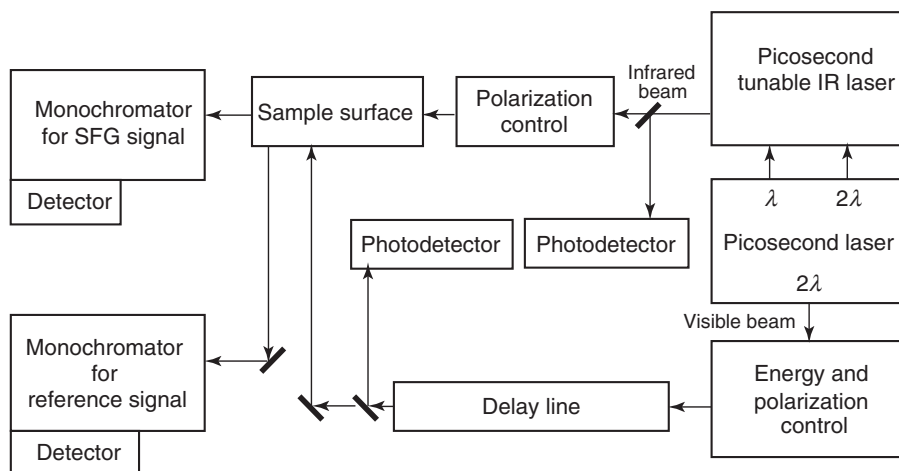 Monochromator
for SFG signal
Detector
Sample surface
Polarization
control
Infrared
beam
Picosecond
tunable IR laser
λ 2λ
Picosecond laser
2λ
Photodetector
Photodetector
Visible beam
Monochromator
for
reference signal
Detector
Delay line
Energy and
polarization
control